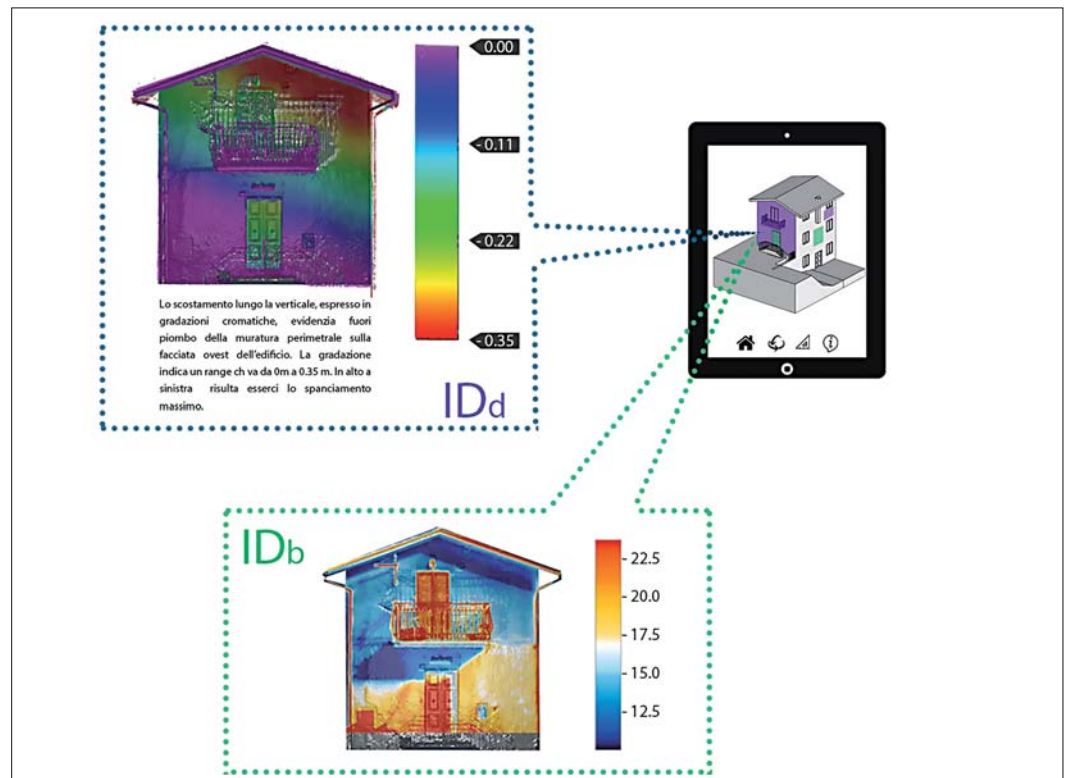 0.00
- 0.11
- 0.22
- 0.35
Lo scostamento lungo la verticale, espresso in
gradazioni cromatiche, evidenzia fuori
piombo della muratura perimetrale sulla
facciata ovest dell'edificio. La gradazione
indica un range ch va da 0m a 0.35 m. In alto a
sinistra risulta esserci lo spanciamento
massimo.
IDd
IDb
- 22.5
- 20.0
- 17.5
- 15.0
- 12.5